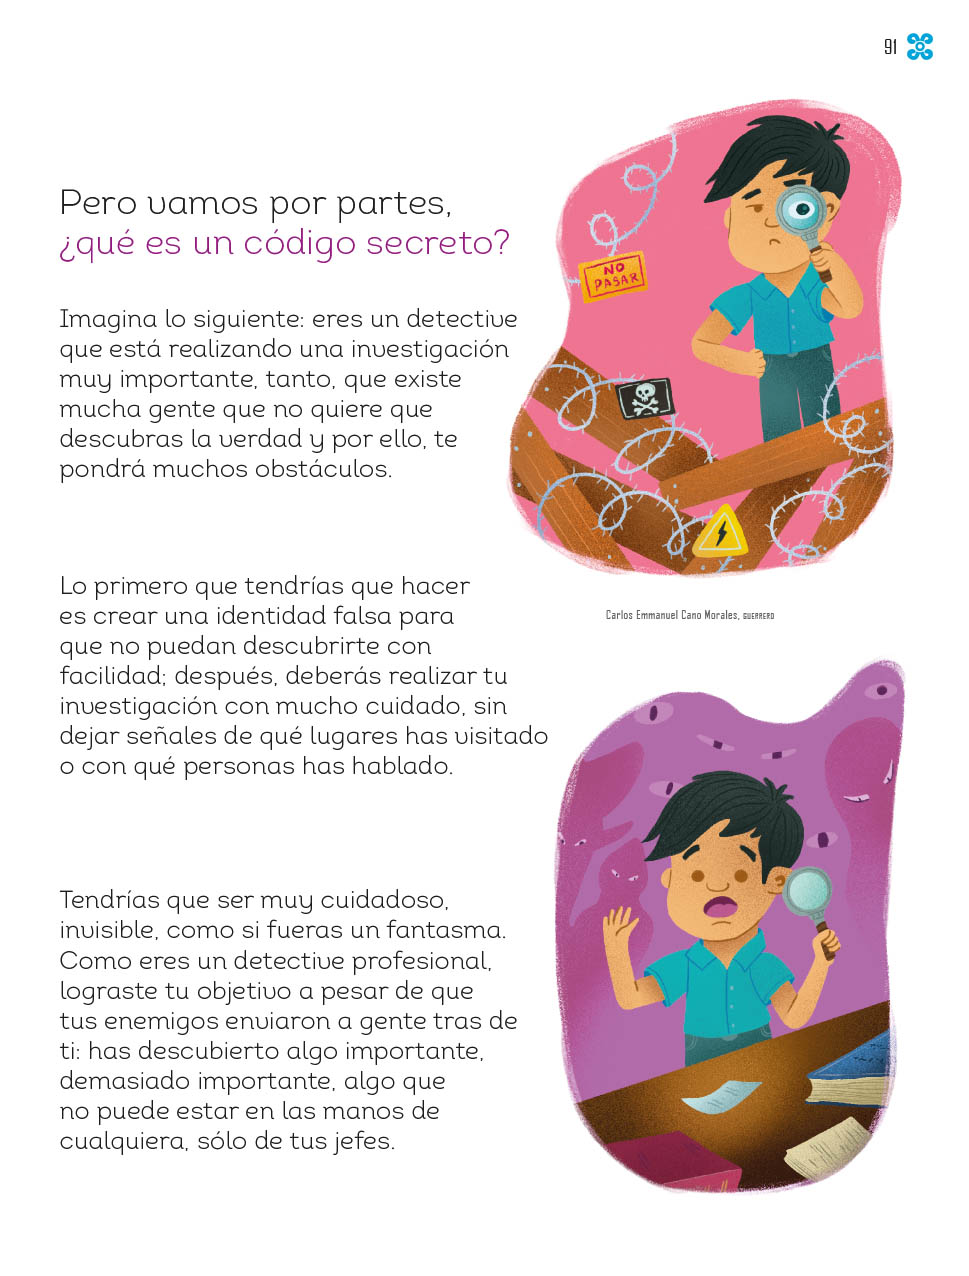 91
Pero vamos por partes,
¿qué es un código secreto?
Imagina lo siguiente: eres un detective
que está realizando una investigación
muy importante, tanto, que existe
mucha gente que no quiere que
descubras la verdad y por ello, te
pondrá muchos obstáculos.
NO
PASAR
Carlos Emmanuel Cano Morales, GUERRERO
Lo primero que tendrías que hacer
es crear una identidad falsa para
que no puedan descubrirte con
facilidad; después, deberás realizar tu
investigación con mucho cuidado, sin
dejar señales de qué lugares has visitado
o con qué personas has hablado.
Tendrías que ser muy cuidadoso,
invisible, como si fueras un fantasma.
Como eres un detective profesional,
lograste tu objetivo a pesar de que
tus enemigos enviaron a gente tras de
ti: has descubierto algo importante,
demasiado importante, algo que
no puede estar en las manos de
cualquiera, sólo de tus jefes.